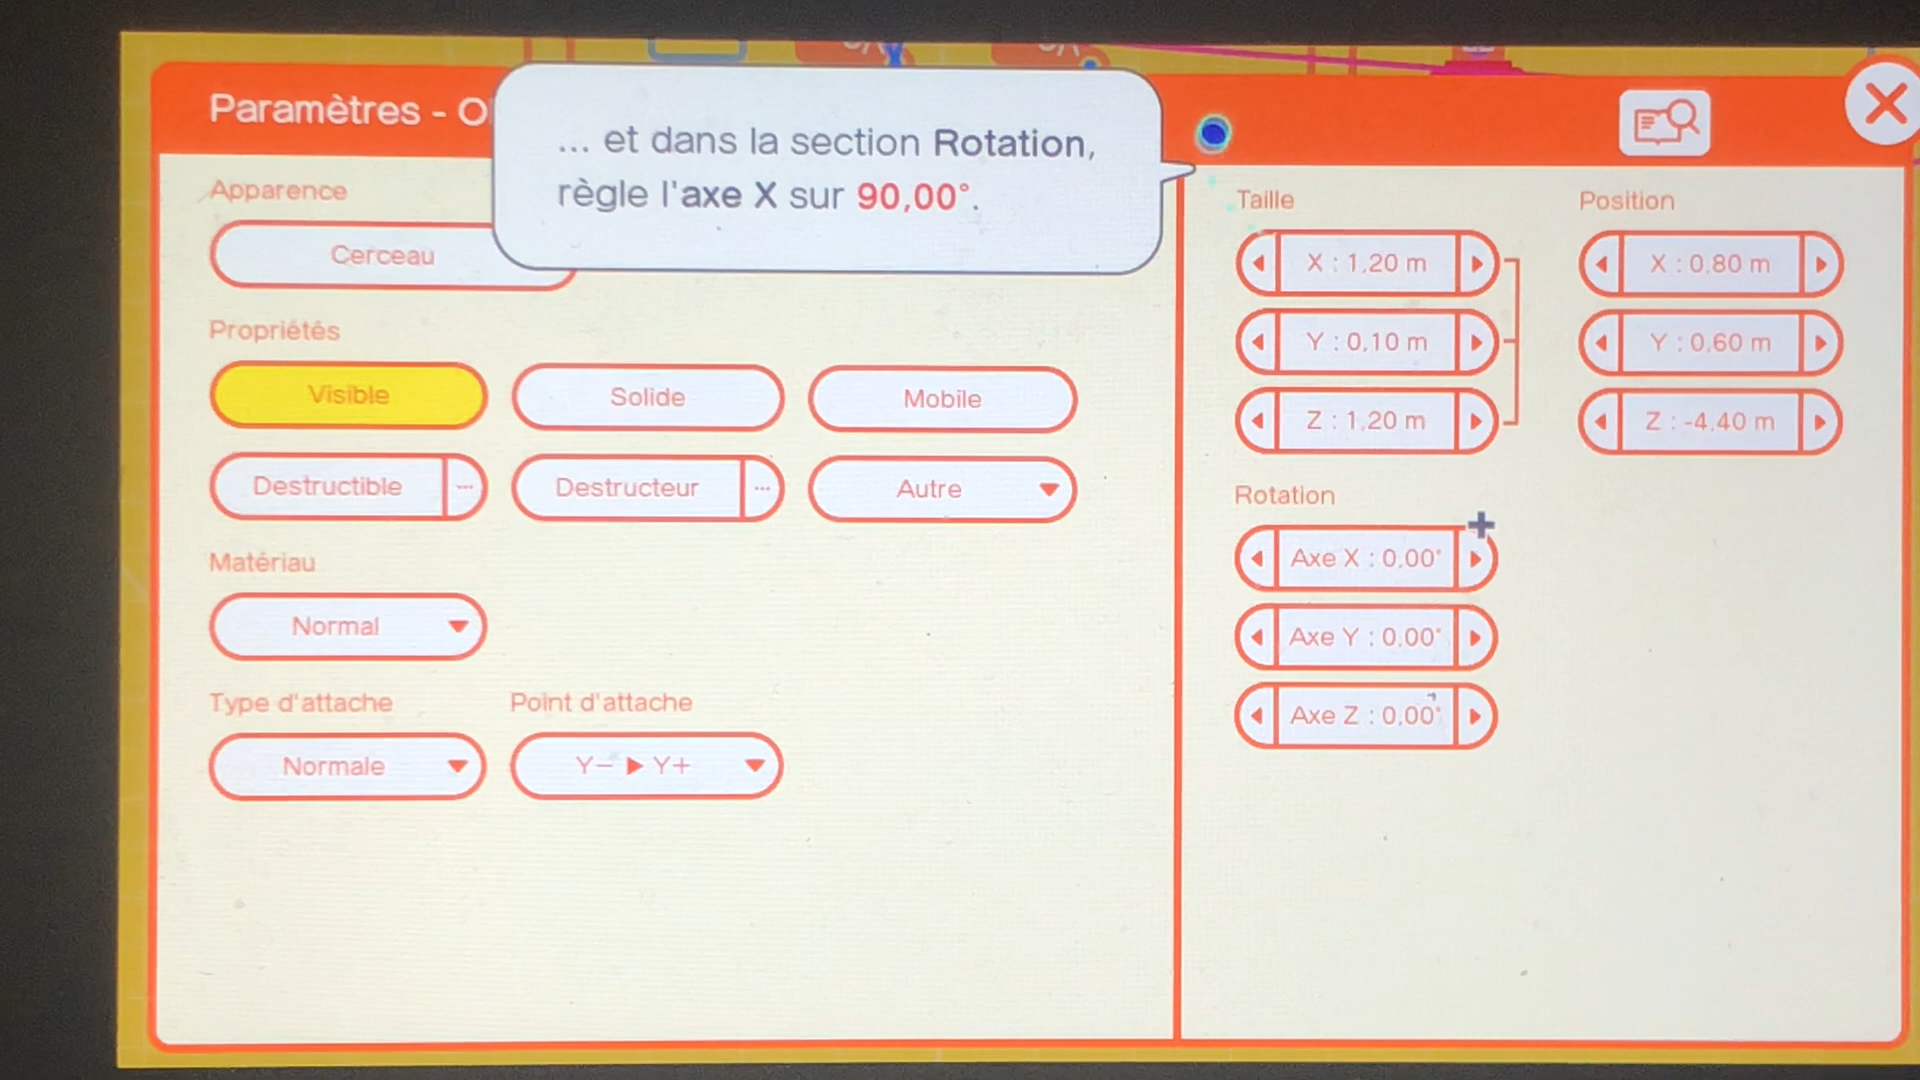 Paramètres -
... et dans la section Rotation,
règle l'axe X sur 90,00°.
Apparence
Cerceau
Propriétés
Visible
Solide
Mobile
Destructible
...
Destructeur
...
Autre
Matériau
Normal
Type d'attache
Point d'attache
Normale
Y− ▶ Y+
Taille
X : 1,20 m
Y : 0,10 m
Z : 1,20 m
Position
X : 0,80 m
Y : 0,60 m
Z : -4,40 m
Rotation
Axe X : 0,00°
Axe Y : 0,00°
Axe Z : 0,00°